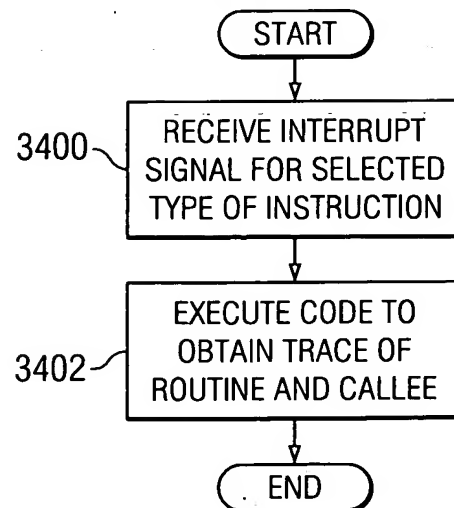 START
3400
RECEIVE INTERRUPT
SIGNAL FOR SELECTED
TYPE OF INSTRUCTION
3402
EXECUTE CODE TO
OBTAIN TRACE OF
ROUTINE AND CALLEE
END